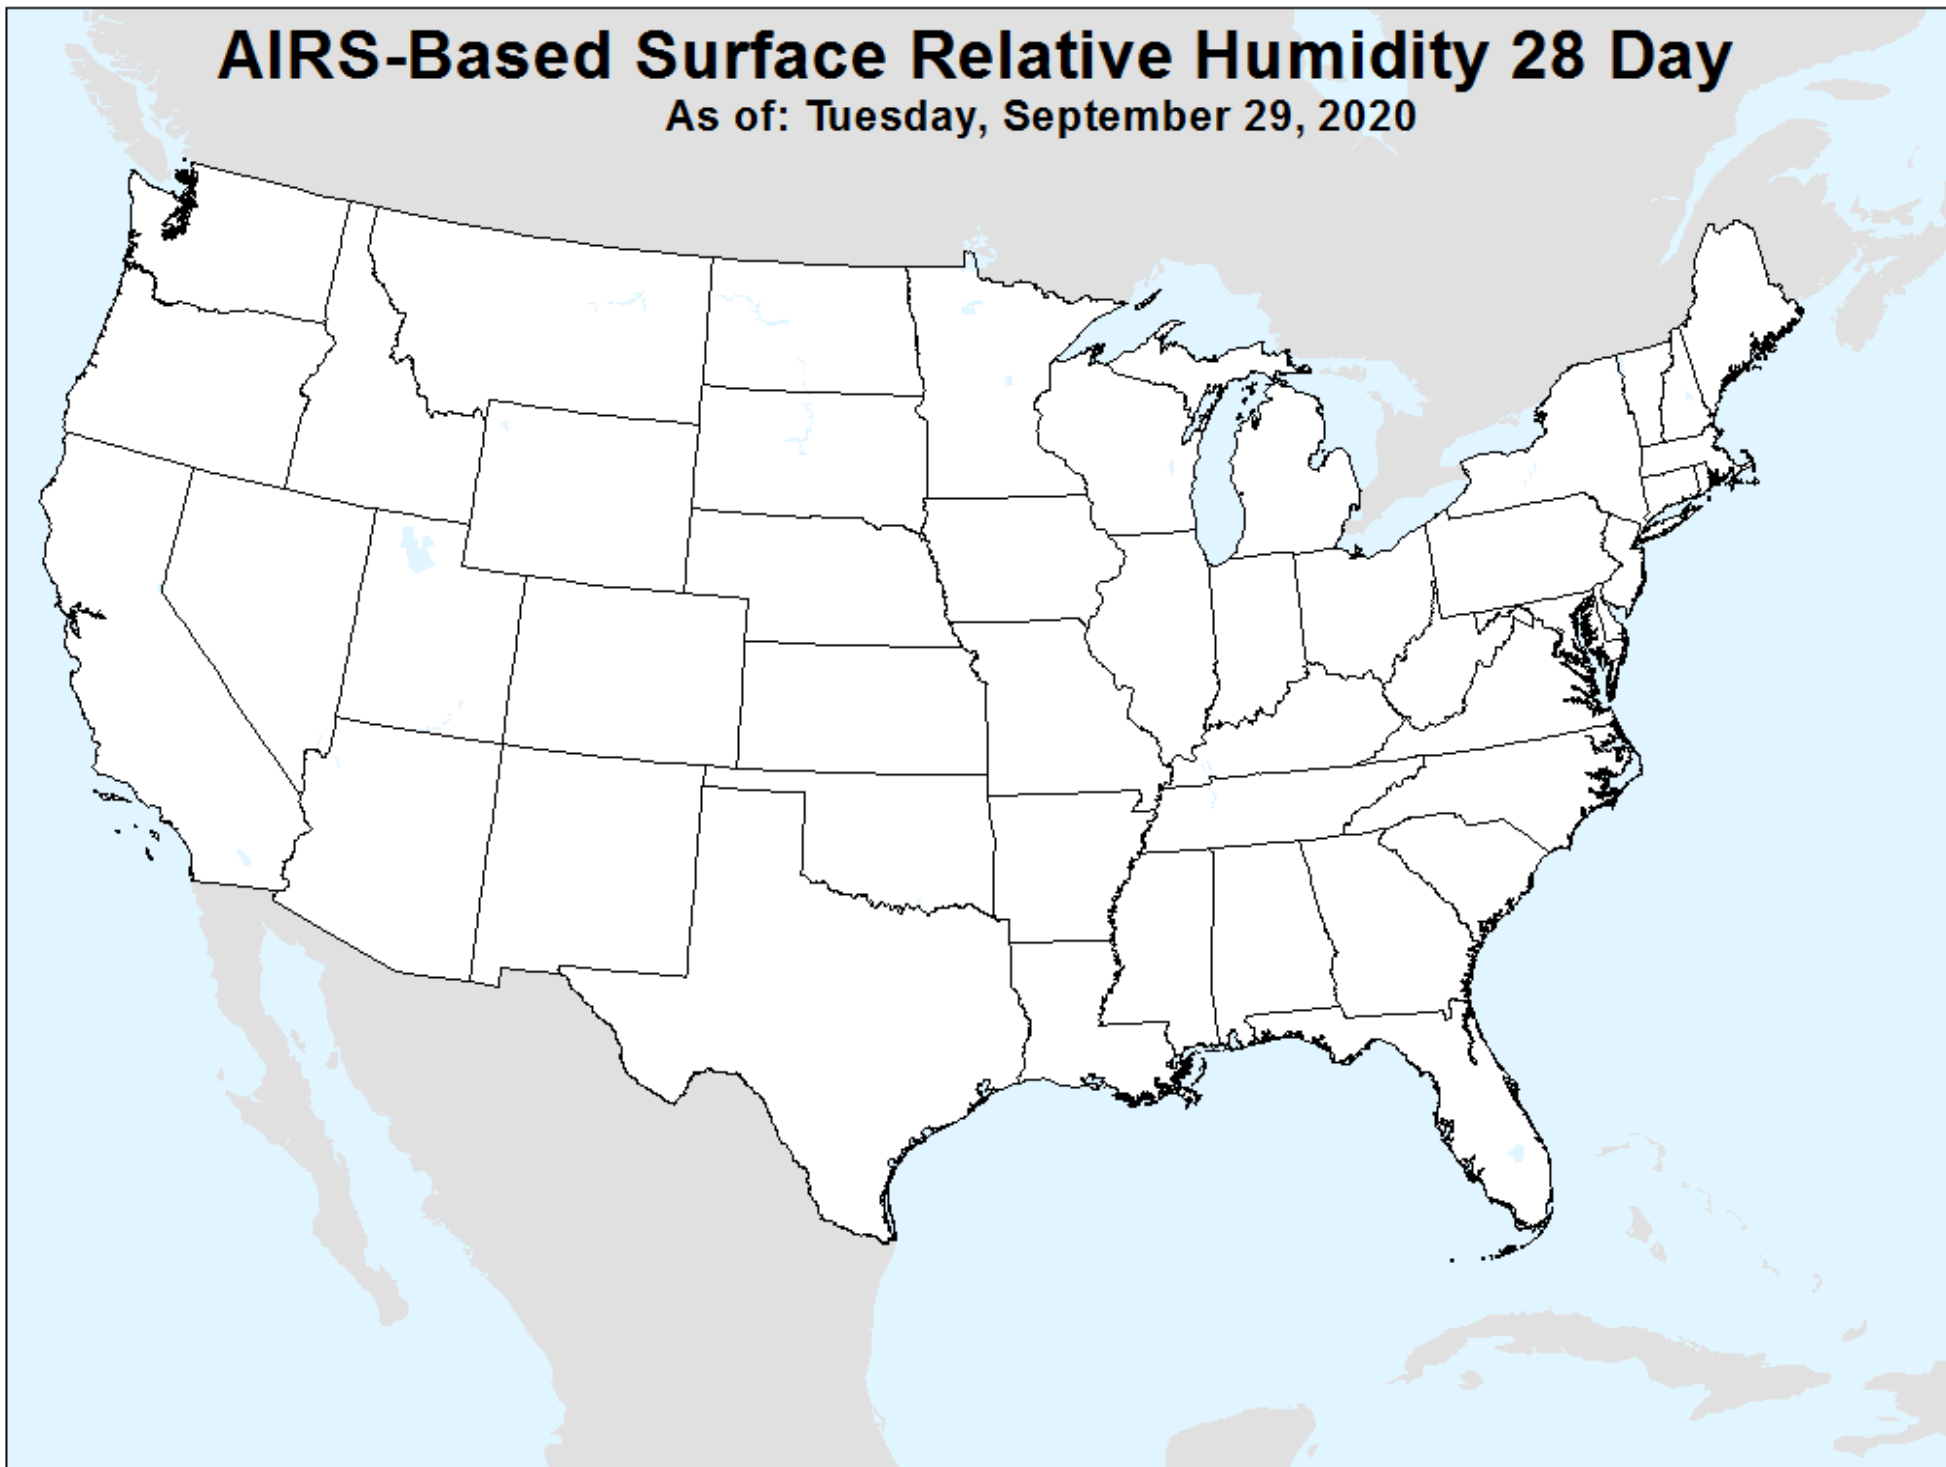 AIRS-Based Surface Relative Humidity 28 Day
As of: Tuesday, September 29, 2020